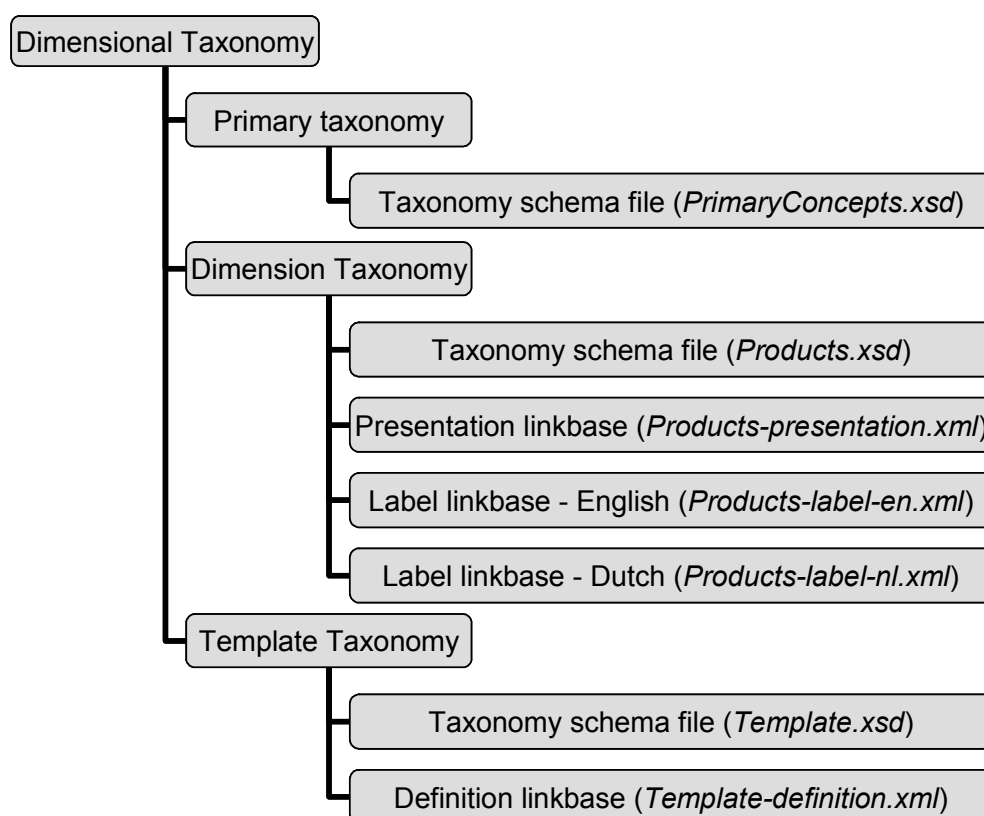 Dimensional Taxonomy
Primary taxonomy
Taxonomy schema file (PrimaryConcepts.xsd)
Dimension Taxonomy
Taxonomy schema file (Products.xsd)
Presentation linkbase (Products-presentation.xml)
Label linkbase - English (Products-label-en.xml)
Label linkbase - Dutch (Products-label-nl.xml)
Template Taxonomy
Taxonomy schema file (Template.xsd)
Definition linkbase (Template-definition.xml)